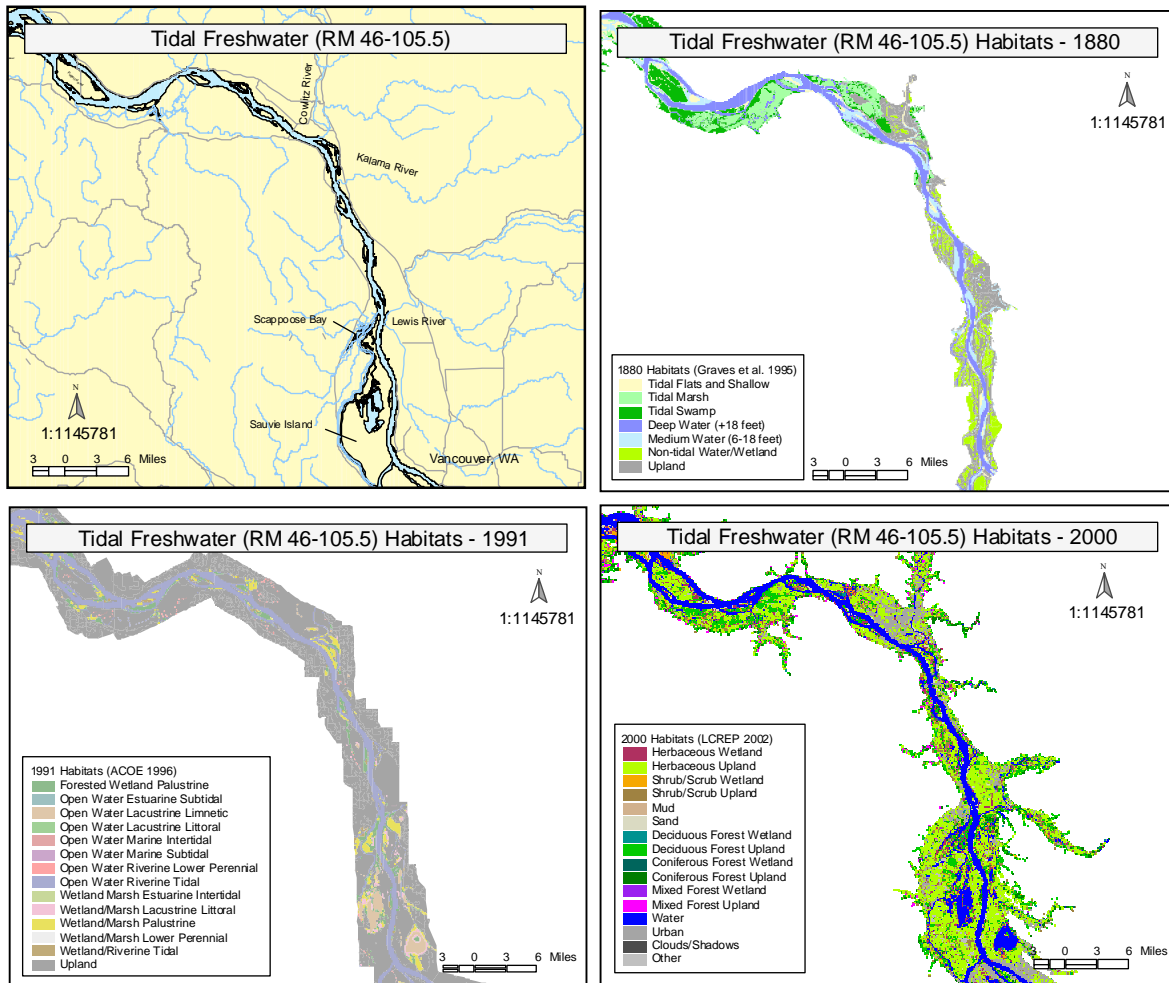 Tidal Freshwater (RM 46-105.5)
Cowlitz River
Kalama River
Scappoose Bay
Lewis River
Sauvie Island
Vancouver, WA
N
1:1145781
3 0 3 6 Miles
Tidal Freshwater (RM 46-105.5) Habitats - 1880
N
1:1145781
1880 Habitats (Graves et al. 1995)
Tidal Flats and Shallow
Tidal Marsh
Tidal Swamp
Deep Water (+18 feet)
Medium Water (6-18 feet)
Non-tidal Water/Wetland
Upland
3 0 3 6 Miles
Tidal Freshwater (RM 46-105.5) Habitats - 1991
N
1:1145781
1991 Habitats (ACOE 1996)
Forested Wetland Palustrine
Open Water Estuarine Subtidal
Open Water Lacustrine Limnetic
Open Water Lacustrine Littoral
Open Water Marine Intertidal
Open Water Marine Subtidal
Open Water Riverine Lower Perennial
Open Water Riverine Tidal
Wetland Marsh Estuarine Intertidal
Wetland/Marsh Lacustrine Littoral
Wetland/Marsh Palustrine
Wetland/Marsh Lower Perennial
Wetland/Riverine Tidal
Upland
3 0 3 6 Miles
Tidal Freshwater (RM 46-105.5) Habitats - 2000
N
1:1145781
2000 Habitats (LCREP 2002)
Herbaceous Wetland
Herbaceous Upland
Shrub/Scrub Wetland
Shrub/Scrub Upland
Mud
Sand
Deciduous Forest Wetland
Deciduous Forest Upland
Coniferous Forest Wetland
Coniferous Forest Upland
Mixed Forest Wetland
Mixed Forest Upland
Water
Urban
Clouds/Shadows
Other
3 0 3 6 Miles